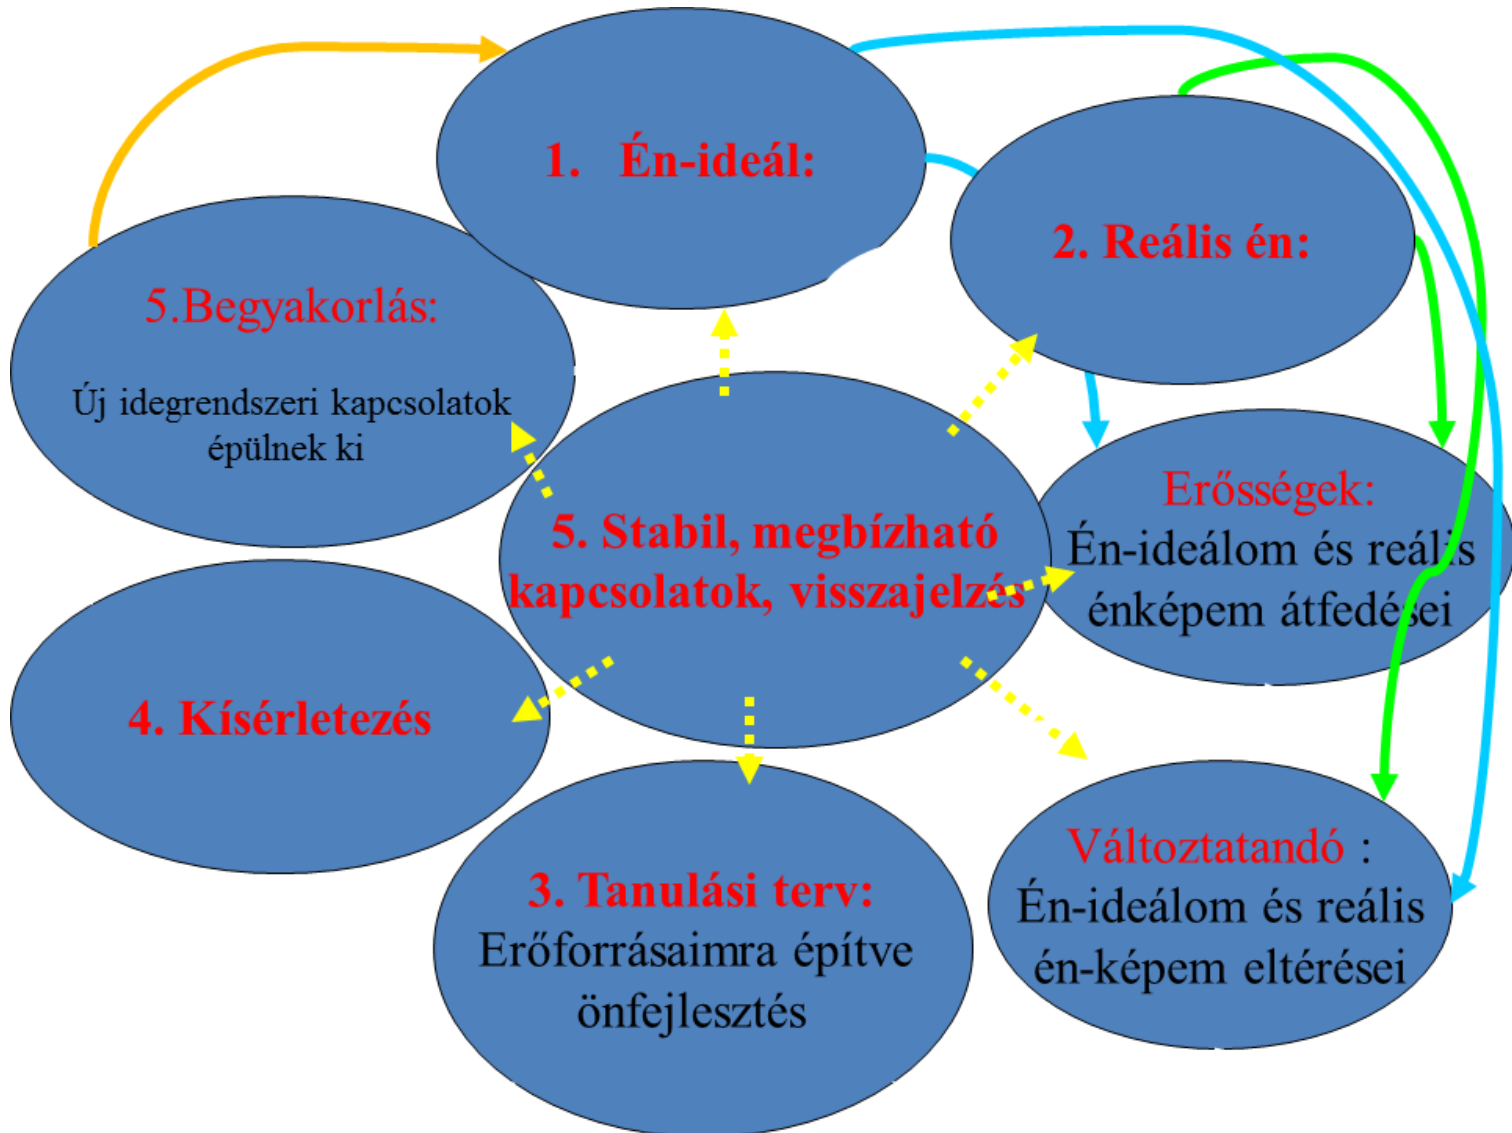 1. Én-ideál:
2. Reális én:
5.Begyakorlás:
Új idegrendszeri kapcsolatok
épülnek ki
Erősségek:
Én-ideálom és reális
énképem átfedései
5. Stabil, megbízható
kapcsolatok, visszajelzés
4. Kísérletezés
Változtatandó :
Én-ideálom és reális
én-képem eltérései
3. Tanulási terv:
Erőforrásaimra építve
önfejlesztés